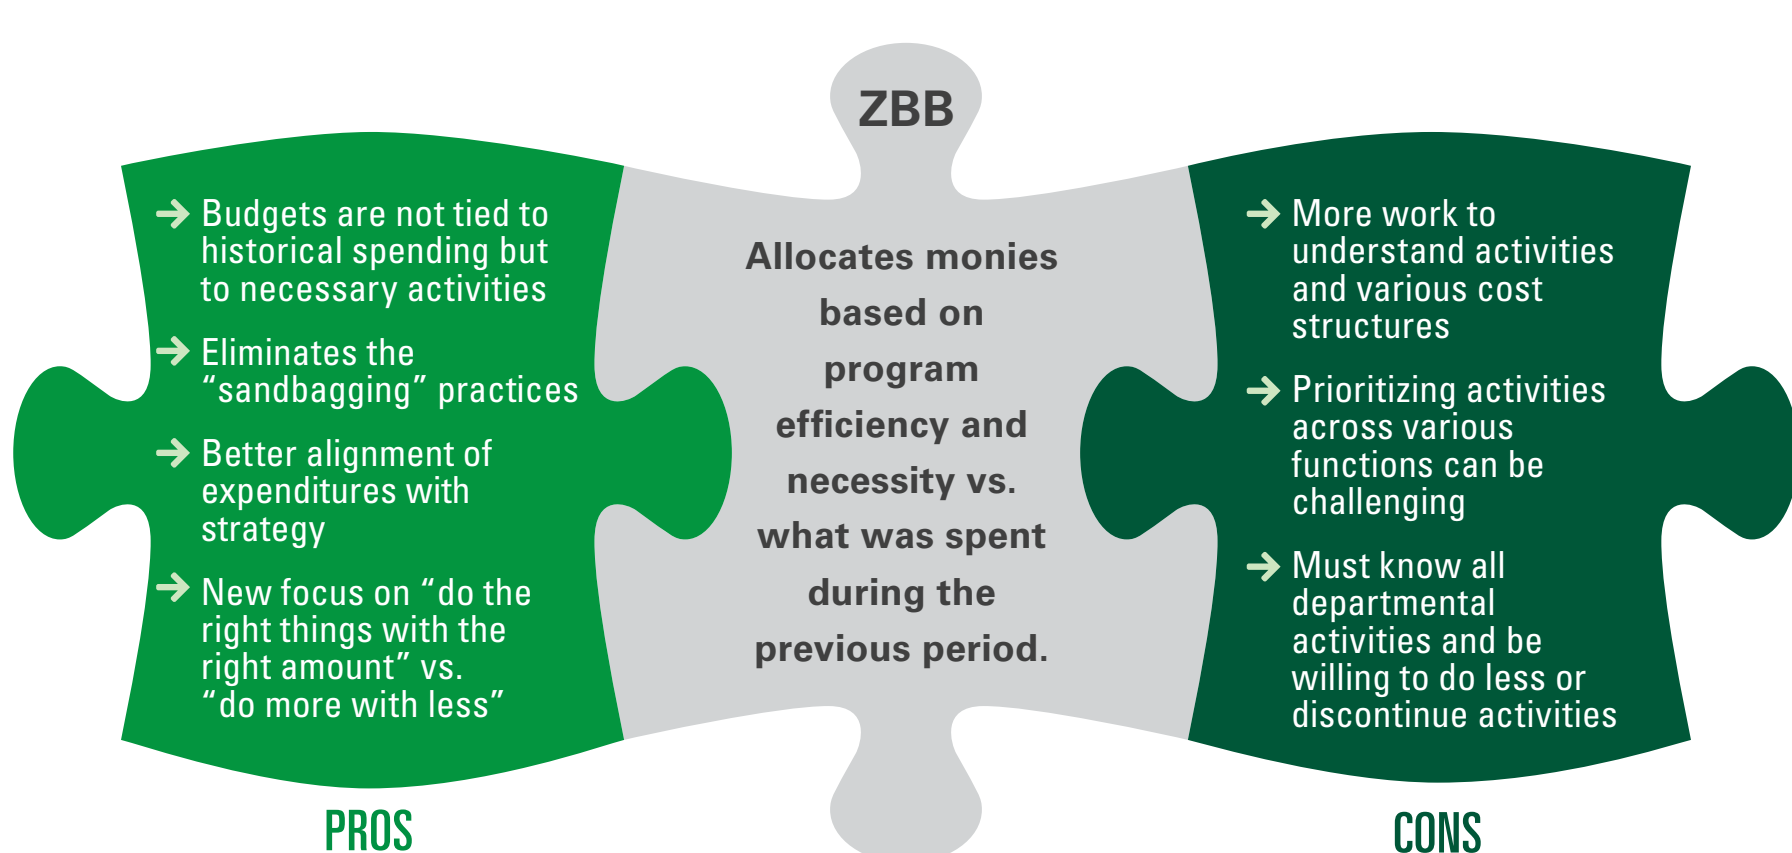 ZBB
Budgets are not tied to
historical spending but
to necessary activities
Eliminates the
“sandbagging” practices
Better alignment of
expenditures with
strategy
New focus on “do the
right things with the
right amount” vs.
“do more with less”
PROS
Allocates monies
based on
program
efficiency and
necessity vs.
what was spent
during the
previous period.
More work to
understand activities
and various cost
structures
Prioritizing activities
across various
functions can be
challenging
Must know all
departmental
activities and be
willing to do less or
discontinue activities
CONS